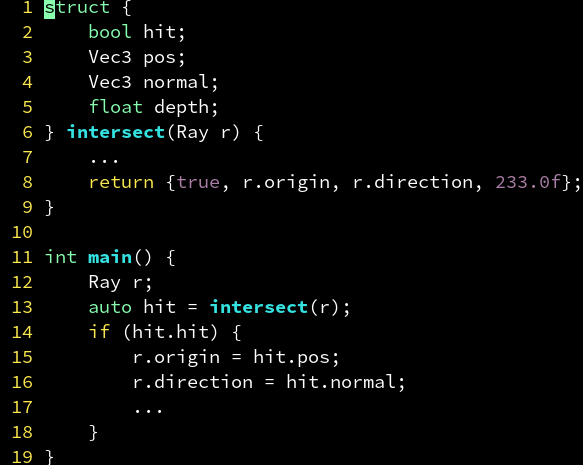 1 struct {
2     bool hit;
3     Vec3 pos;
4     Vec3 normal;
5     float depth;
6 } intersect(Ray r) {
7     ...
8     return {true, r.origin, r.direction, 233.0f};
9 }
10
11 int main() {
12     Ray r;
13     auto hit = intersect(r);
14     if (hit.hit) {
15         r.origin = hit.pos;
16         r.direction = hit.normal;
17         ...
18     }
19 }